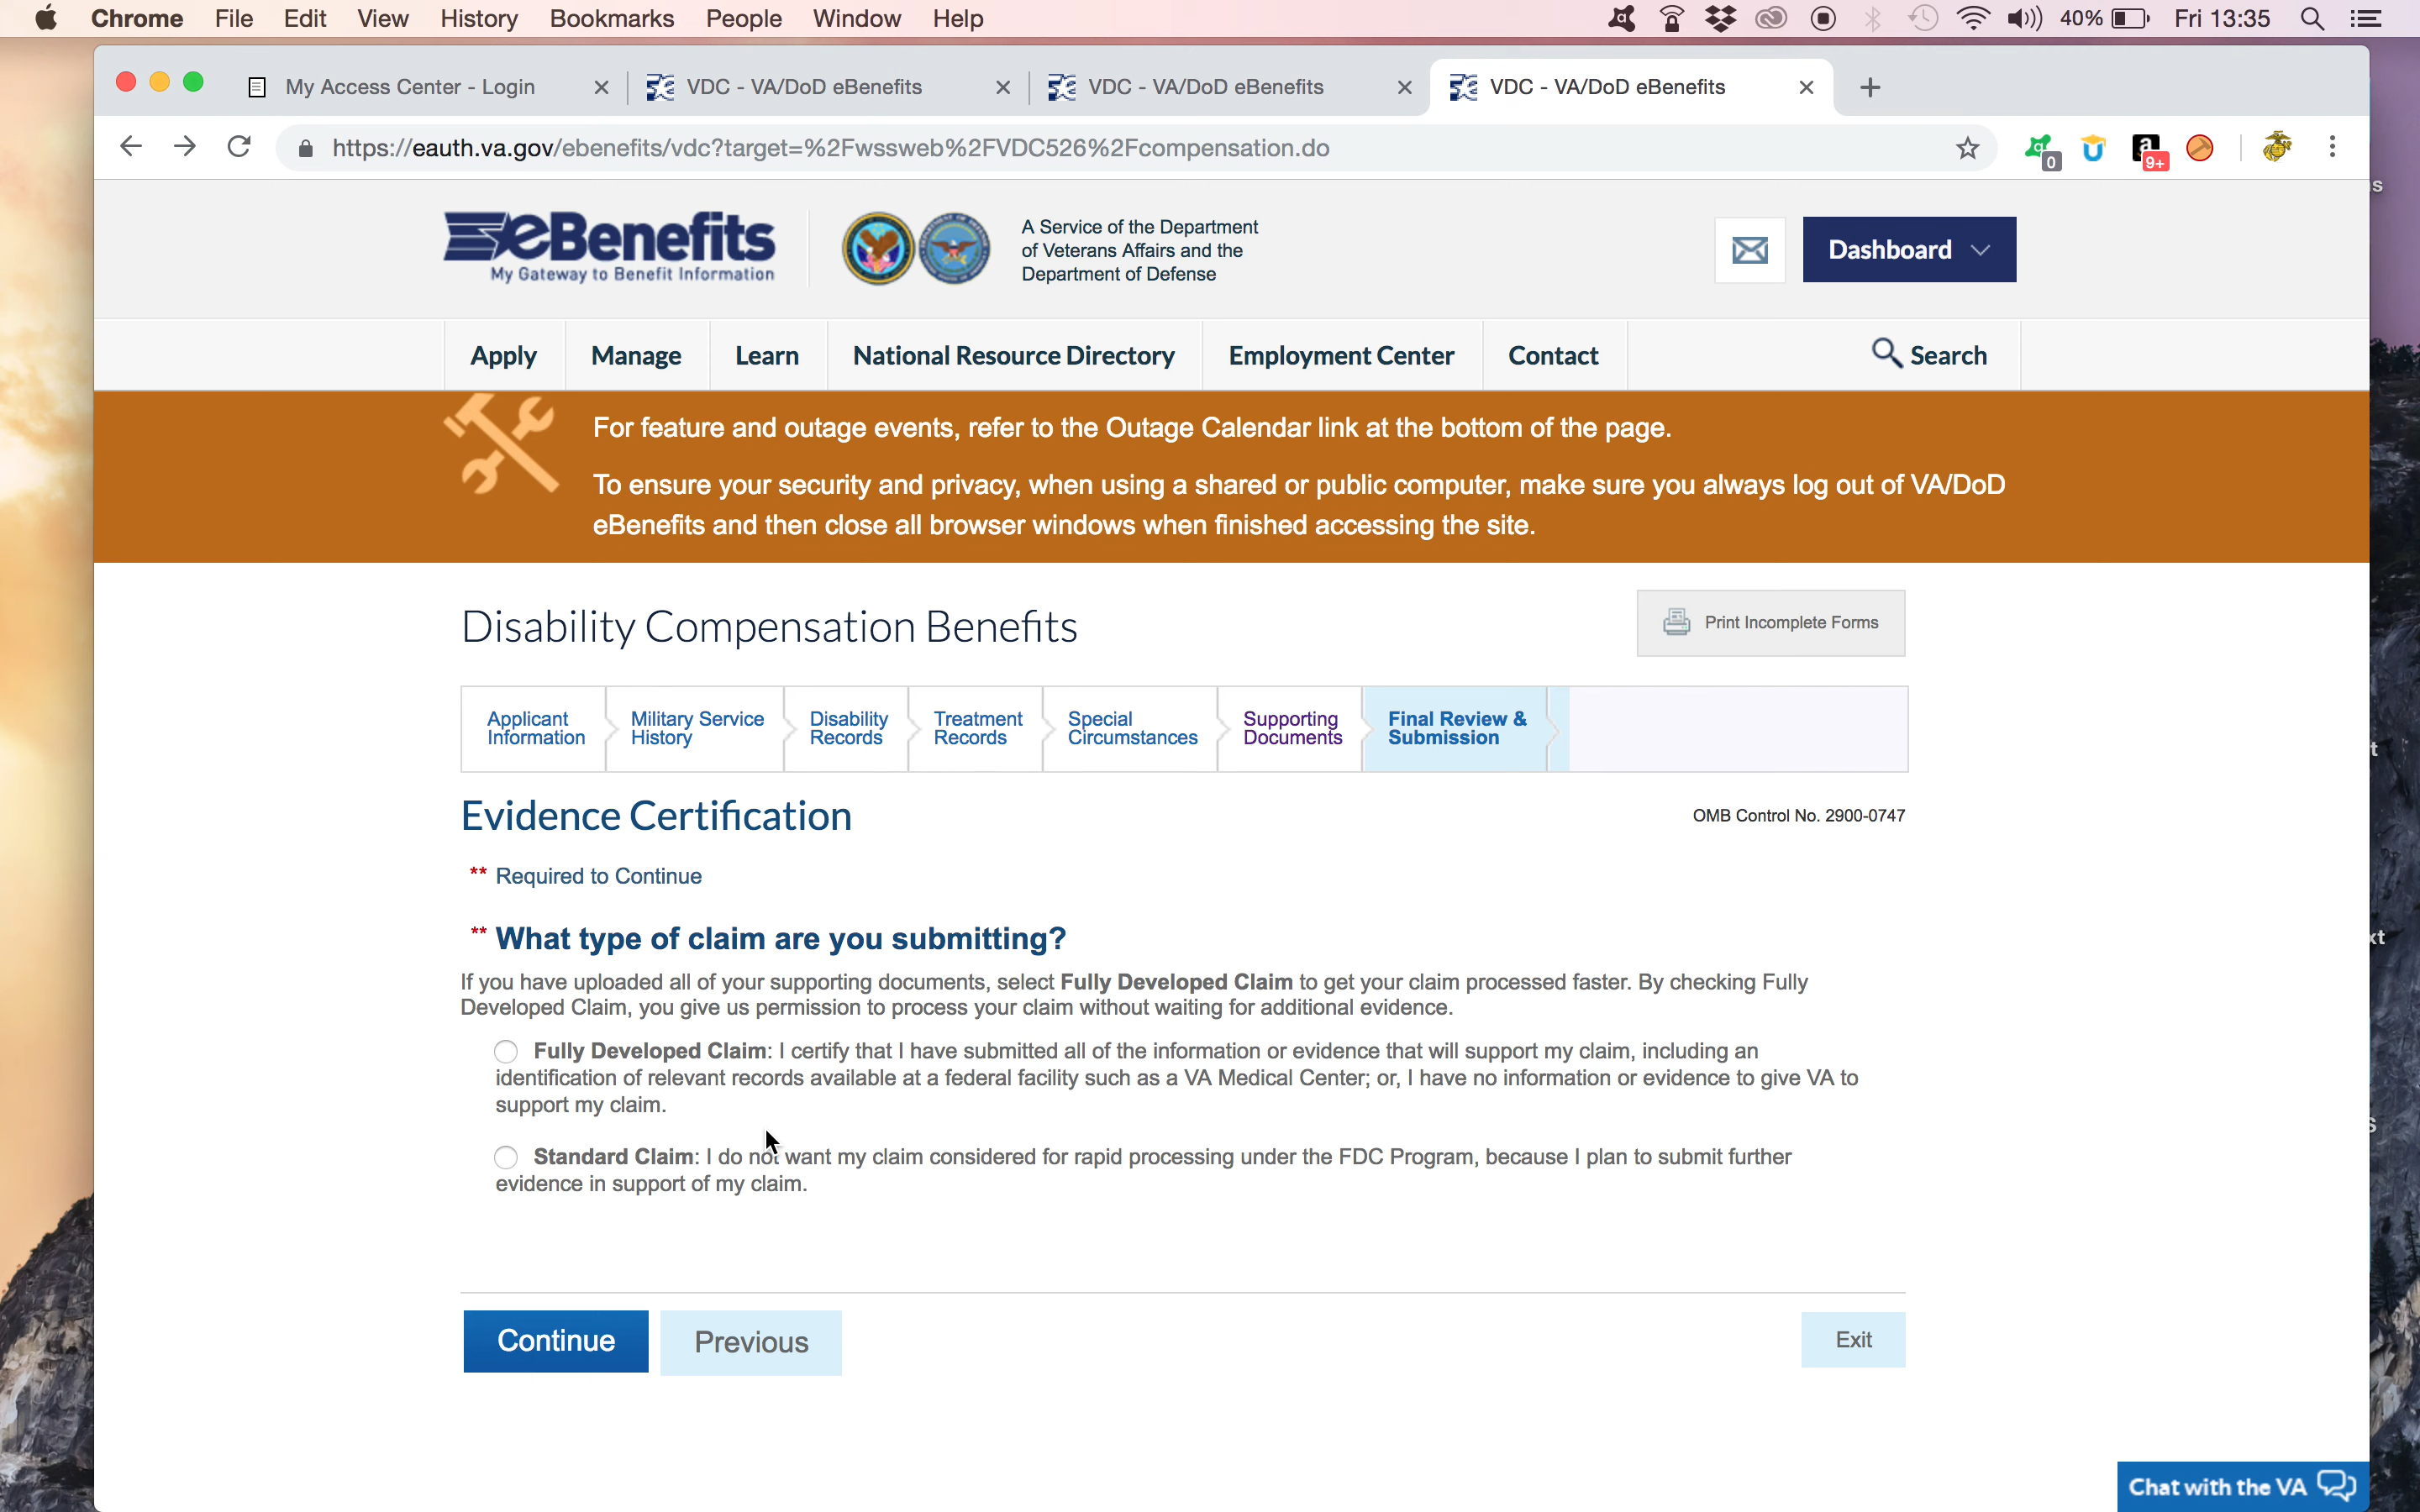 Chrome File Edit View History Bookmarks People Window Help 40% Fri 13:35
My Access Center - Login VDC - VA/DoD eBenefits VDC - VA/DoD eBenefits VDC - VA/DoD eBenefits
https://eauth.va.gov/ebenefits/vdc?target=%2Fwssweb%2FVDC526%2Fcompensation.do
0 9+
eBenefits
My Gateway to Benefit Information
A Service of the Department
of Veterans Affairs and the
Department of Defense
Dashboard
Apply Manage Learn National Resource Directory Employment Center Contact Search
For feature and outage events, refer to the Outage Calendar link at the bottom of the page.
To ensure your security and privacy, when using a shared or public computer, make sure you always log out of VA/DoD
eBenefits and then close all browser windows when finished accessing the site.
Disability Compensation Benefits
Print Incomplete Forms
Applicant Information
Military Service History
Disability Records
Treatment Records
Special Circumstances
Supporting Documents
Final Review & Submission
Evidence Certification
OMB Control No. 2900-0747
** Required to Continue
** What type of claim are you submitting?
If you have uploaded all of your supporting documents, select Fully Developed Claim to get your claim processed faster. By checking Fully
Developed Claim, you give us permission to process your claim without waiting for additional evidence.
Fully Developed Claim: I certify that I have submitted all of the information or evidence that will support my claim, including an
identification of relevant records available at a federal facility such as a VA Medical Center; or, I have no information or evidence to give VA to
support my claim.
Standard Claim: I do not want my claim considered for rapid processing under the FDC Program, because I plan to submit further
evidence in support of my claim.
Continue Previous Exit
Chat with the VA